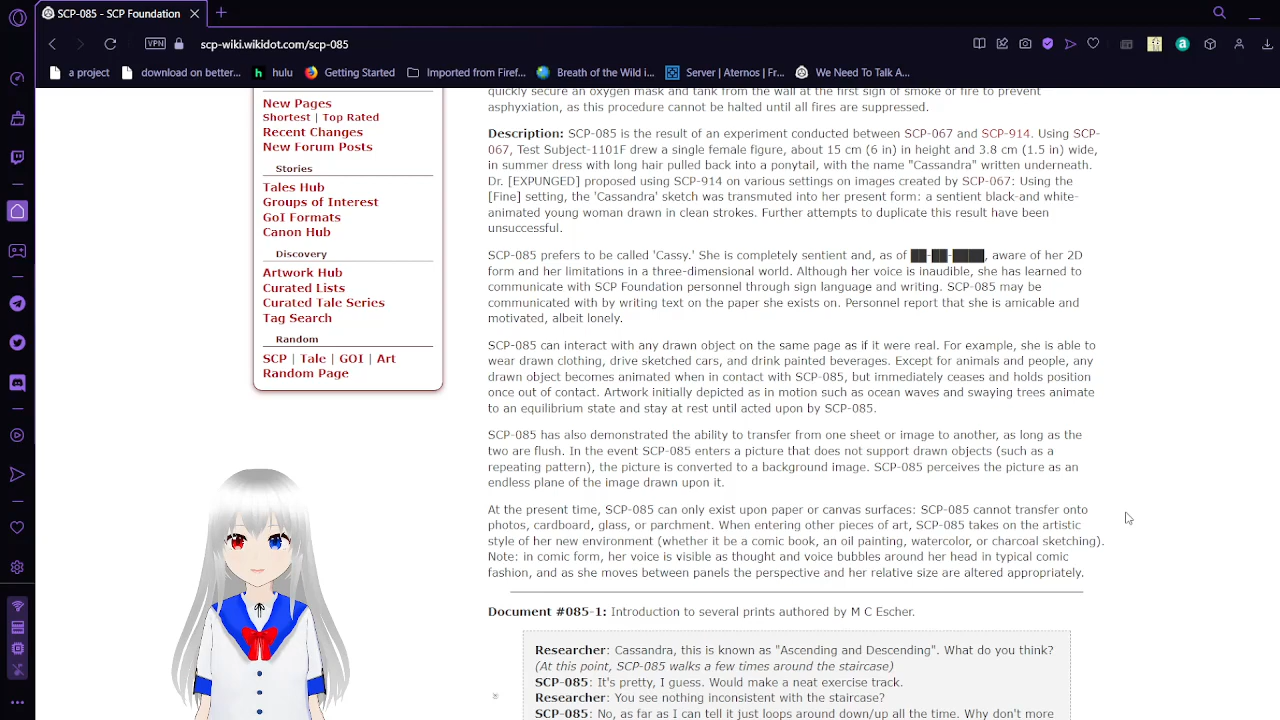 SCP-085 - SCP Foundation
VPN
scp-wiki.wikidot.com/scp-085
a project
download on better...
hulu
Getting Started
Imported from Firef...
Breath of the Wild i...
Server | Aternos | Fr...
We Need To Talk A...
New Pages
Shortest | Top Rated
Recent Changes
New Forum Posts
Stories
Tales Hub
Groups of Interest
GoI Formats
Canon Hub
Discovery
Artwork Hub
Curated Lists
Curated Tale Series
Tag Search
Random
SCP | Tale | GOI | Art
Random Page
quickly secure an oxygen mask and tank from the wall at the first sign of smoke or fire to prevent
asphyxiation, as this procedure cannot be halted until all fires are suppressed.
Description: SCP-085 is the result of an experiment conducted between SCP-067 and SCP-914. Using SCP-
067, Test Subject-1101F drew a single female figure, about 15 cm (6 in) in height and 3.8 cm (1.5 in) wide,
in summer dress with long hair pulled back into a ponytail, with the name "Cassandra" written underneath.
Dr. [EXPUNGED] proposed using SCP-914 on various settings on images created by SCP-067: Using the
[Fine] setting, the 'Cassandra' sketch was transmuted into her present form: a sentient black-and white-
animated young woman drawn in clean strokes. Further attempts to duplicate this result have been
unsuccessful.
SCP-085 prefers to be called 'Cassy.' She is completely sentient and, as of ██-██-████, aware of her 2D
form and her limitations in a three-dimensional world. Although her voice is inaudible, she has learned to
communicate with SCP Foundation personnel through sign language and writing. SCP-085 may be
communicated with by writing text on the paper she exists on. Personnel report that she is amicable and
motivated, albeit lonely.
SCP-085 can interact with any drawn object on the same page as if it were real. For example, she is able to
wear drawn clothing, drive sketched cars, and drink painted beverages. Except for animals and people, any
drawn object becomes animated when in contact with SCP-085, but immediately ceases and holds position
once out of contact. Artwork initially depicted as in motion such as ocean waves and swaying trees animate
to an equilibrium state and stay at rest until acted upon by SCP-085.
SCP-085 has also demonstrated the ability to transfer from one sheet or image to another, as long as the
two are flush. In the event SCP-085 enters a picture that does not support drawn objects (such as a
repeating pattern), the picture is converted to a background image. SCP-085 perceives the picture as an
endless plane of the image drawn upon it.
At the present time, SCP-085 can only exist upon paper or canvas surfaces: SCP-085 cannot transfer onto
photos, cardboard, glass, or parchment. When entering other pieces of art, SCP-085 takes on the artistic
style of her new environment (whether it be a comic book, an oil painting, watercolor, or charcoal sketching).
Note: in comic form, her voice is visible as thought and voice bubbles around her head in typical comic
fashion, and as she moves between panels the perspective and her relative size are altered appropriately.
Document #085-1: Introduction to several prints authored by M C Escher.
Researcher: Cassandra, this is known as "Ascending and Descending". What do you think?
(At this point, SCP-085 walks a few times around the staircase)
SCP-085: It's pretty, I guess. Would make a neat exercise track.
Researcher: You see nothing inconsistent with the staircase?
SCP-085: No, as far as I can tell it just loops around down/up all the time. Why don't more